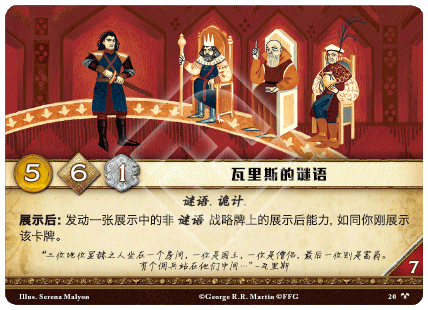 5 6 1 瓦里斯的谜语
谜语. 诡计.
展示后: 发动一张展示中的非 谜语 战略牌上的展示后能力, 如同你刚展示
该卡牌。
“三位地位显赫之人坐在一个房间, 一位是国王, 一位是僧侣, 最后一位则是富翁。
有个佣兵站在他们中间…” -瓦里斯
7
Illus. Serena Malyon ©George R.R. Martin ©FFG 20